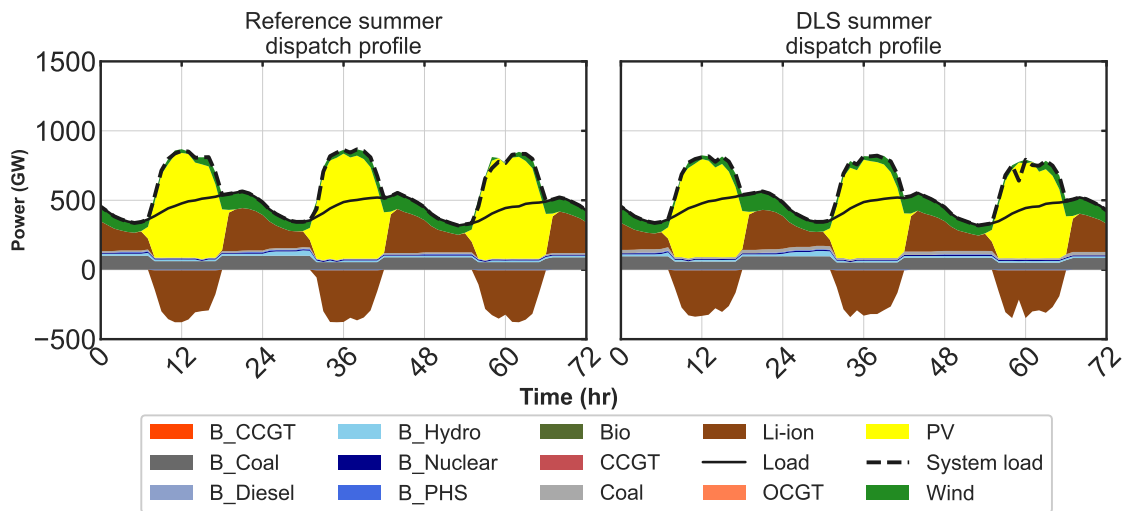 Reference summer
dispatch profile
DLS summer
dispatch profile
Power (GW)
1500
1000
500
0
−500
0
12
24
36
48
60
72
0
12
24
36
48
60
72
Time (hr)
B_CCGT
B_Hydro
Bio
Li-ion
PV
B_Coal
B_Nuclear
CCGT
Load
System load
B_Diesel
B_PHS
Coal
OCGT
Wind